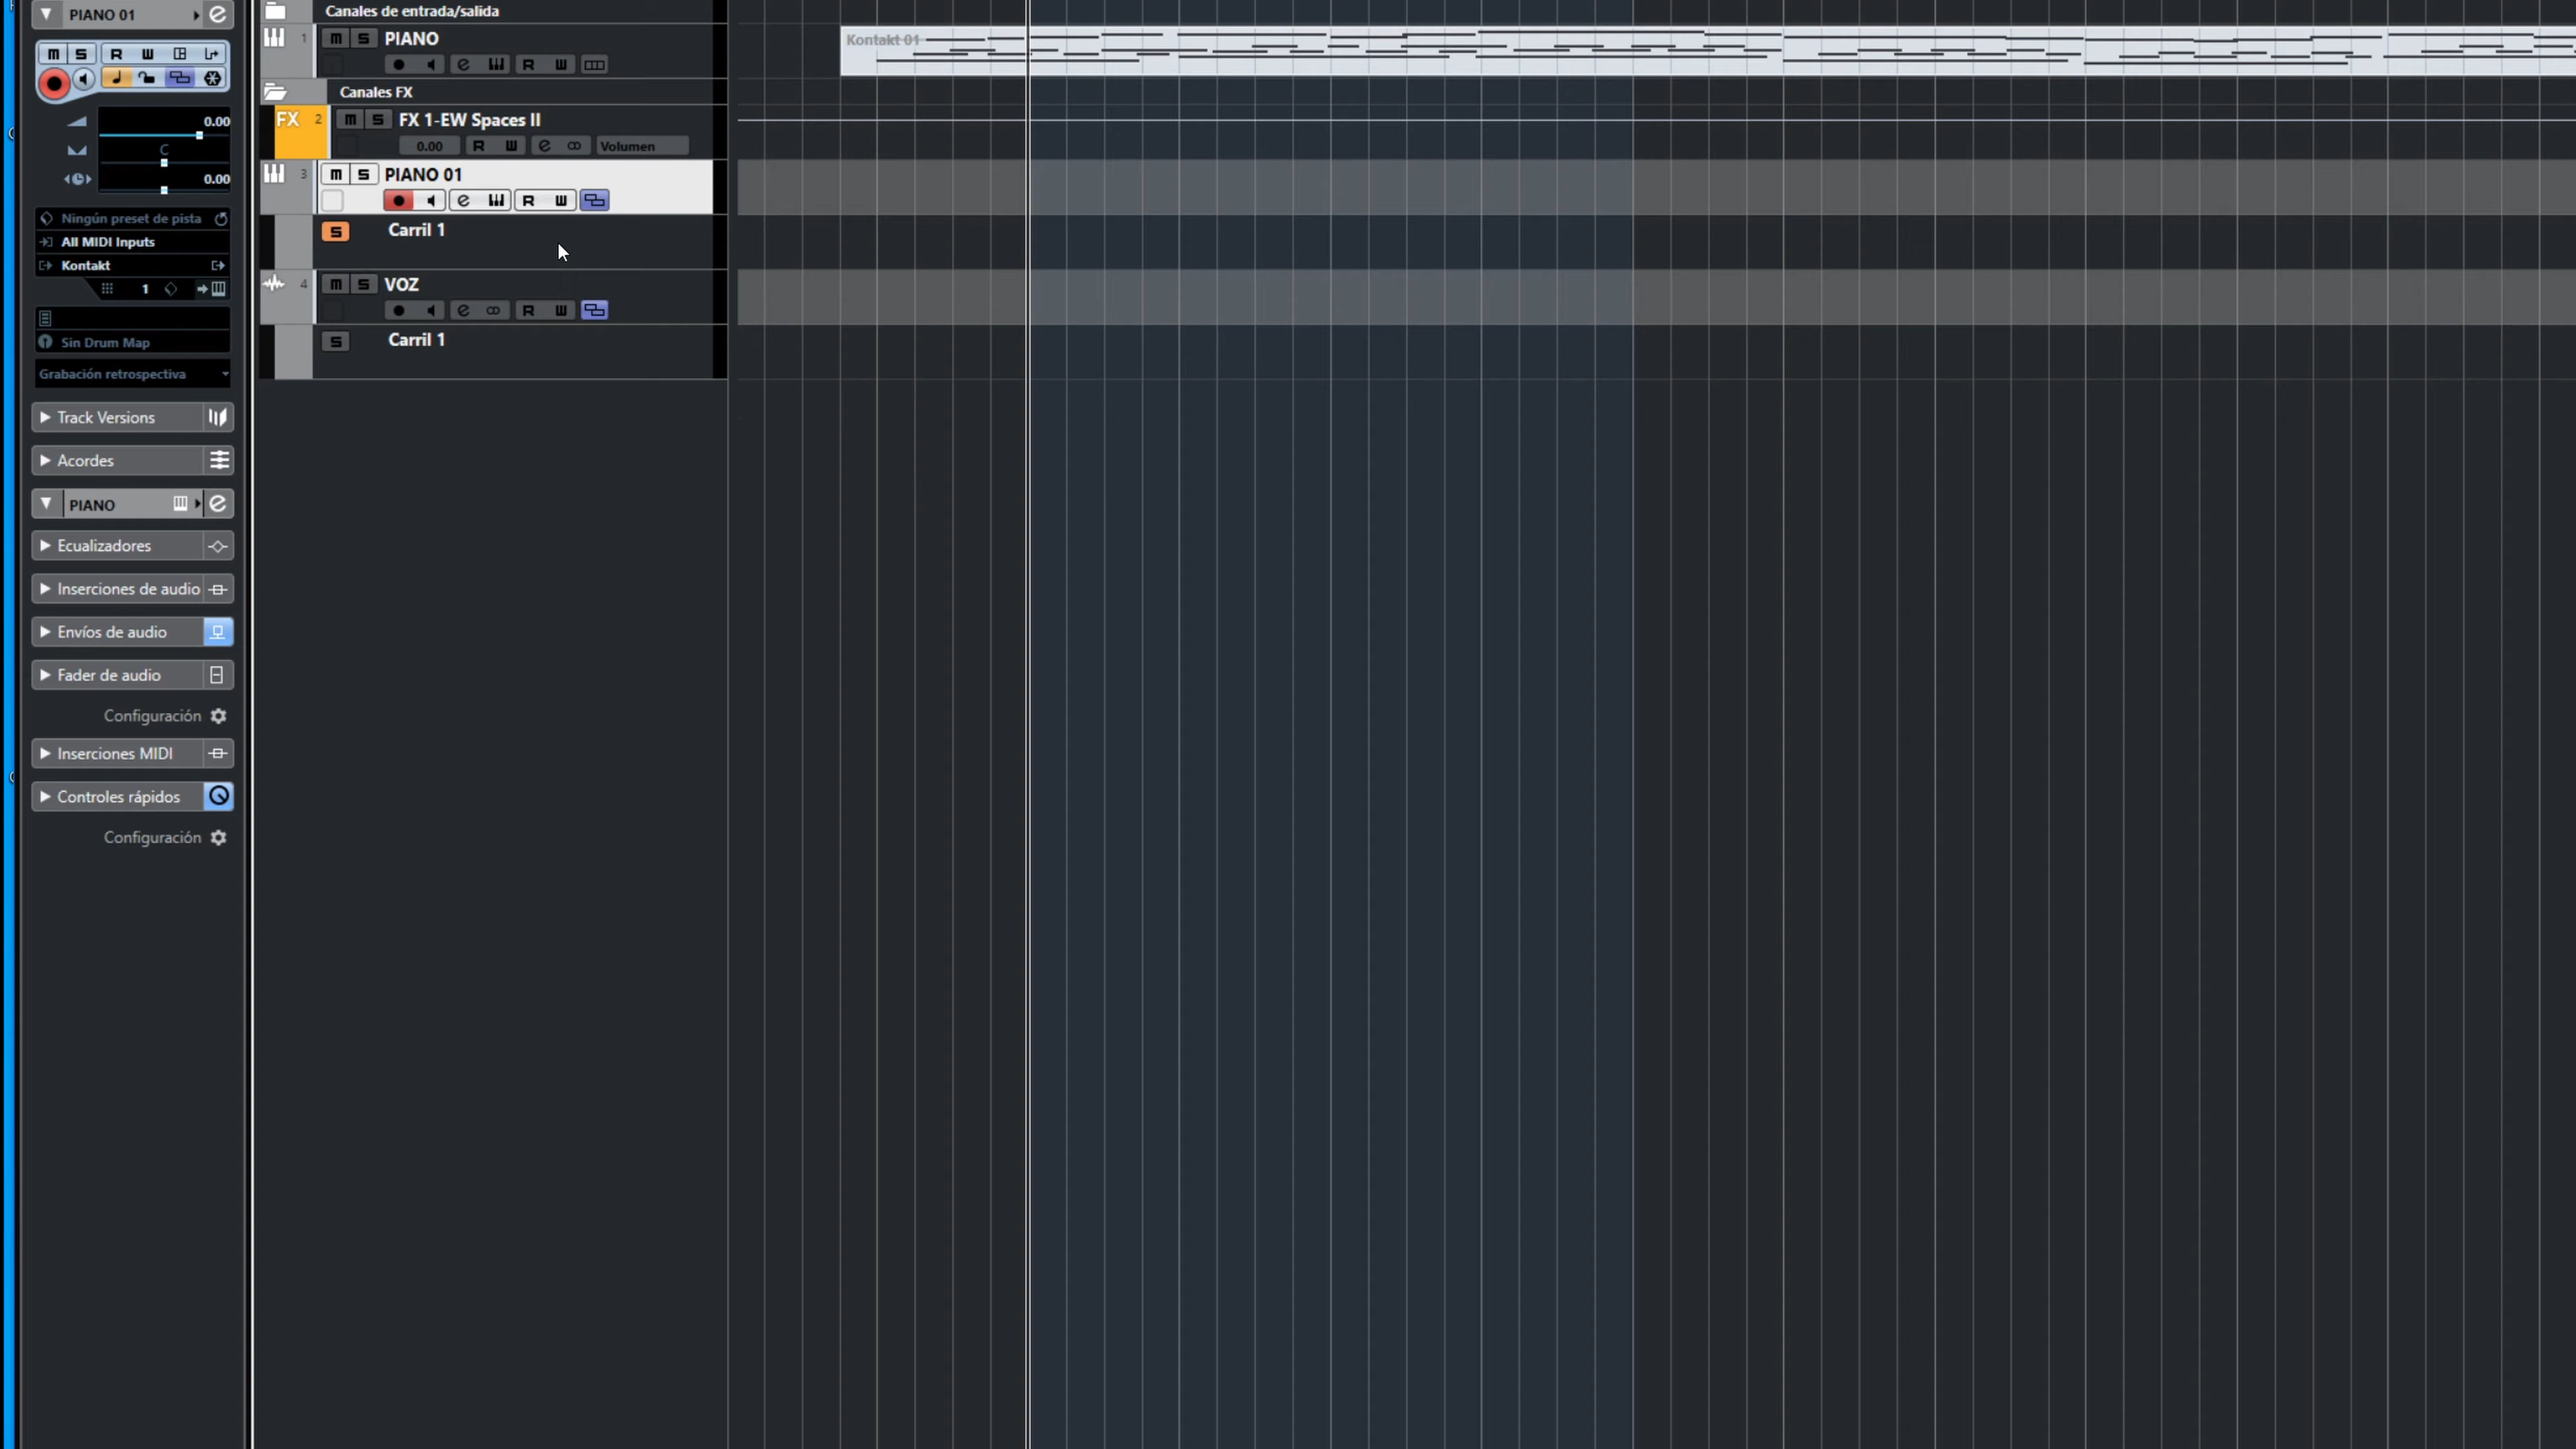 PIANO 01
M S R W
0.00
C
0.00
Ningún preset de pista
All MIDI Inputs
Kontakt
1
Sin Drum Map
Grabación retrospectiva
Track Versions
Acordes
PIANO
Ecualizadores
Inserciones de audio
Envíos de audio
Fader de audio
Configuración
Inserciones MIDI
Controles rápidos
Configuración
Canales de entrada/salida
1 M S PIANO
R W
Canales FX
FX 2 M S FX 1-EW Spaces II
0.00 R W Volumen
3 M S PIANO 01
R W
S Carril 1
4 M S VOZ
R W
S Carril 1
Kontakt 01